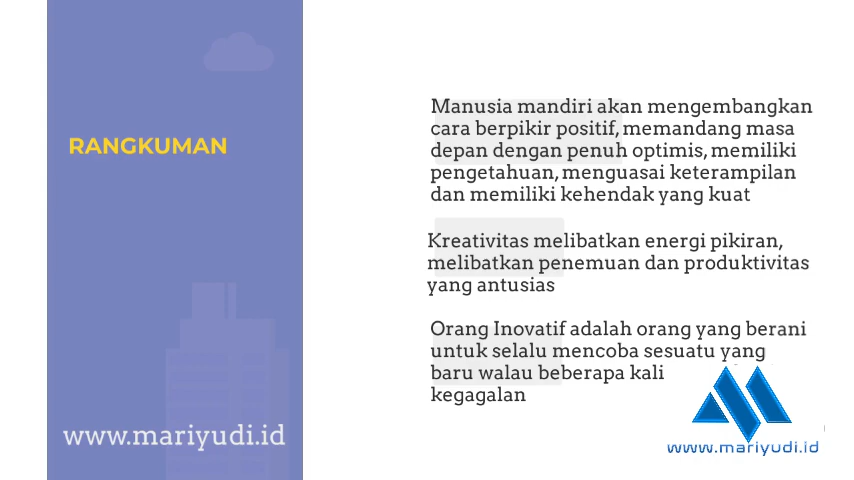 RANGKUMAN
www.mariyudi.id
Manusia mandiri akan mengembangkan
cara berpikir positif, memandang masa
depan dengan penuh optimis, memiliki
pengetahuan, menguasai keterampilan
dan memiliki kehendak yang kuat
Kreativitas melibatkan energi pikiran,
melibatkan penemuan dan produktivitas
yang antusias
Orang Inovatif adalah orang yang berani
untuk selalu mencoba sesuatu yang
baru walau beberapa kali
kegagalan
www.mariyudi.id